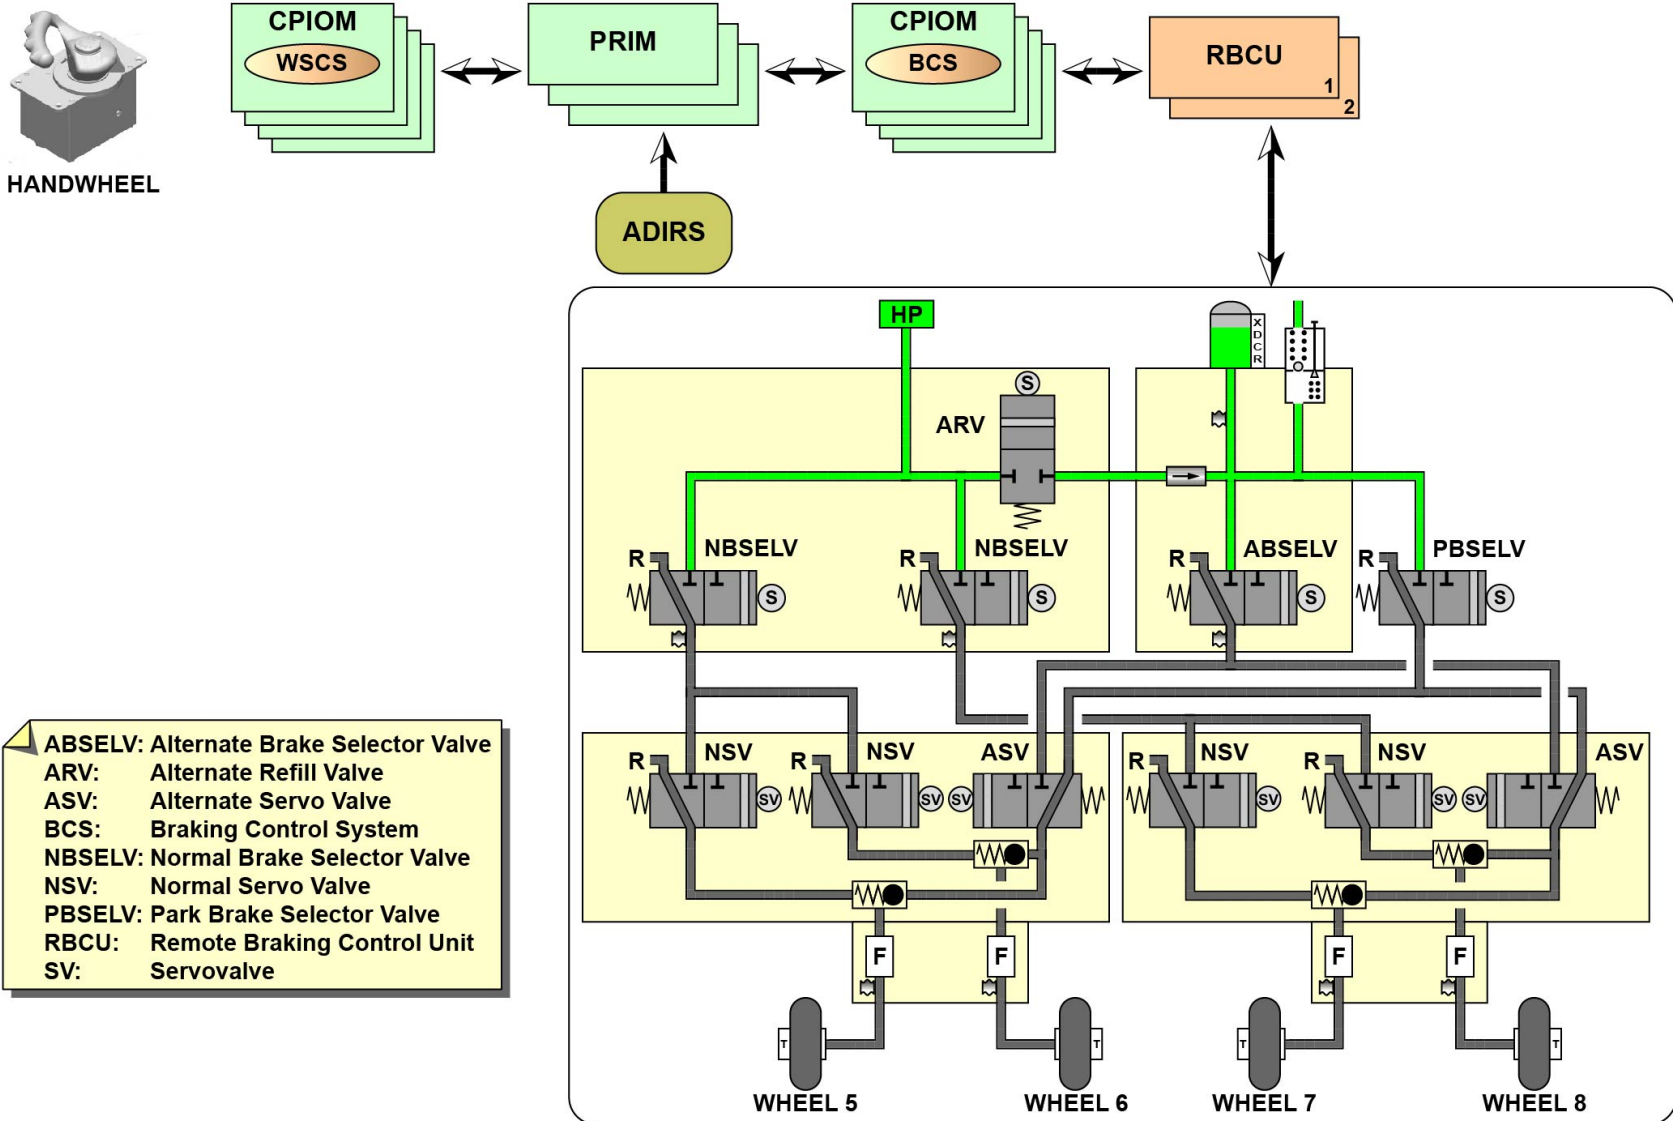 CPIOM
WSCS
PRIM
CPIOM
BCS
RBCU
1
2
HANDWHEEL
ADIRS
HP
X
D
C
R
S
ARV
R
NBSELV
S
R
NBSELV
S
R
ABSELV
S
R
PBSELV
S
R
NSV
SV
R
NSV
SV
SV
ASV
R
NSV
SV
R
NSV
SV
SV
ASV
ABSELV: Alternate Brake Selector Valve
ARV: Alternate Refill Valve
ASV: Alternate Servo Valve
BCS: Braking Control System
NBSELV: Normal Brake Selector Valve
NSV: Normal Servo Valve
PBSELV: Park Brake Selector Valve
RBCU: Remote Braking Control Unit
SV: Servovalve
F
F
F
F
T
T
T
T
WHEEL 5
WHEEL 6
WHEEL 7
WHEEL 8